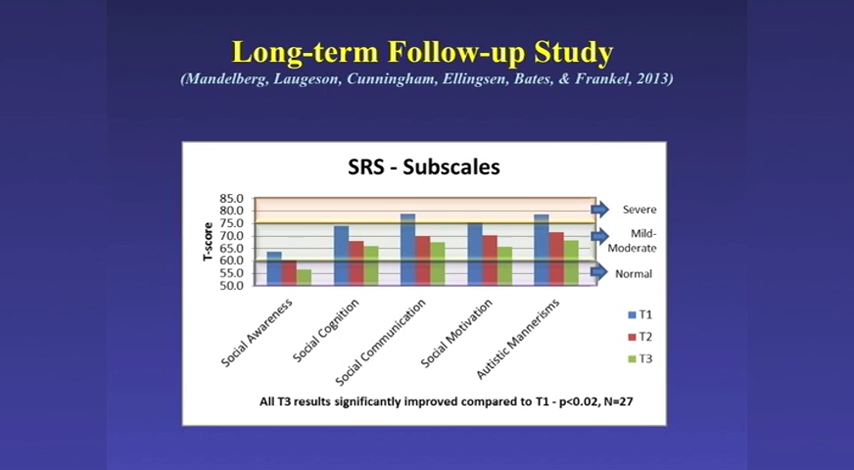 Long-term Follow-up Study
(Mandelberg, Laugeson, Cunningham, Ellingsen, Bates, & Frankel, 2013)
SRS - Subscales
T-score
85.0
80.0
75.0
70.0
65.0
60.0
55.0
50.0
Severe
Mild-
Moderate
Normal
Social Awareness
Social Cognition
Social Communication
Social Motivation
Autistic Mannerisms
T1
T2
T3
All T3 results significantly improved compared to T1 - p<0.02, N=27